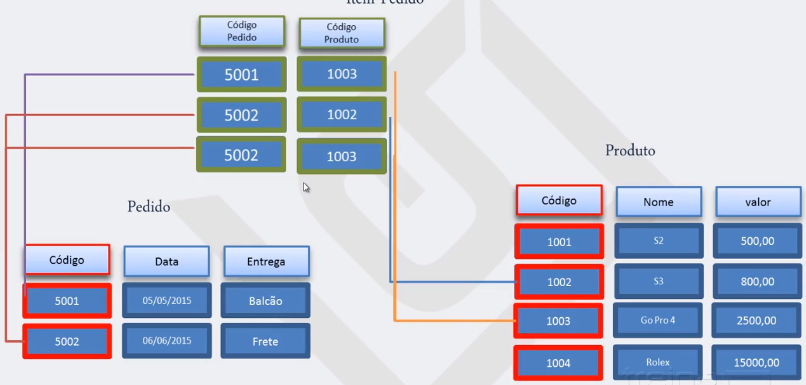 Item Pedido
Código Pedido
Código Produto
5001 1003
5002 1002
5002 1003
Pedido
Código Data Entrega
5001 05/05/2015 Balcão
5002 06/06/2015 Frete
Produto
Código Nome valor
1001 S2 500,00
1002 S3 800,00
1003 Go Pro 4 2500,00
1004 Rolex 15000,00